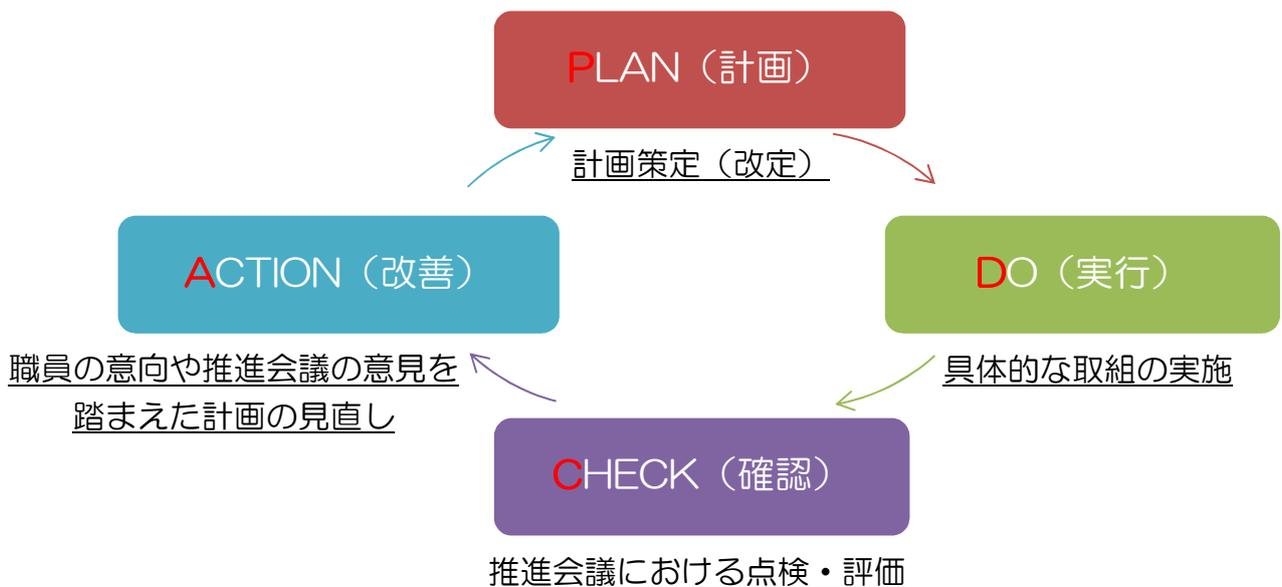 PLAN（計画）
計画策定（改定）
ACTION（改善）
DO（実行）
職員の意向や推進会議の意見を
踏まえた計画の見直し
具体的な取組の実施
CHECK（確認）
推進会議における点検・評価